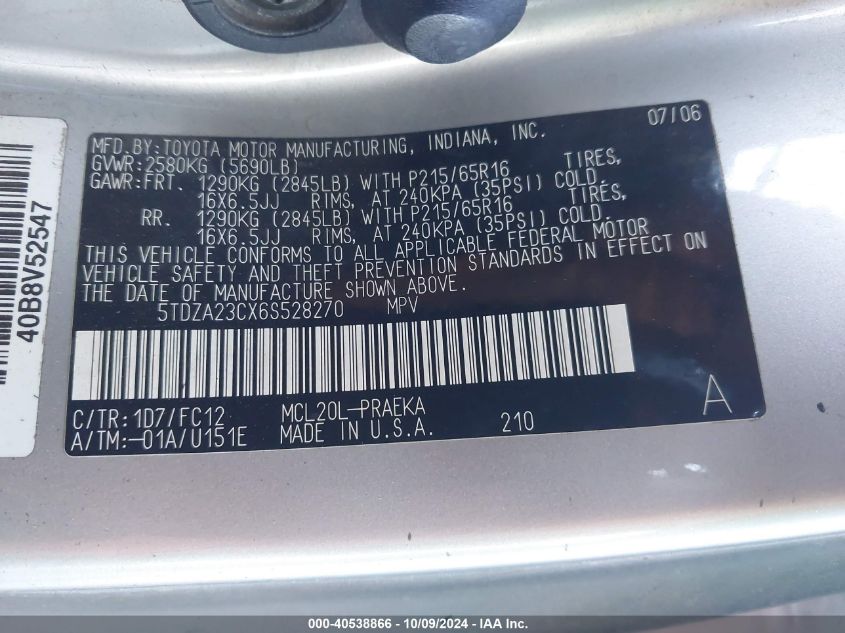 07/06
MFD.BY:TOYOTA MOTOR MANUFACTURING, INDIANA, INC.
GVWR:2580KG (5690LB)
GAWR:FRT. 1290KG (2845LB) WITH P215/65R16 TIRES,
16X6.5JJ RIMS, AT 240KPA (35PSI) COLD.
RR. 1290KG (2845LB) WITH P215/65R16 TIRES,
16X6.5JJ RIMS, AT 240KPA (35PSI) COLD.
THIS VEHICLE CONFORMS TO ALL APPLICABLE FEDERAL MOTOR
VEHICLE SAFETY AND THEFT PREVENTION STANDARDS IN EFFECT ON
THE DATE OF MANUFACTURE SHOWN ABOVE.
5TDZA23CX6S528270 MPV
C/TR:1D7/FC12 MCL20L-PRAEKA A
A/TM:-01A/U151E MADE IN U.S.A. 210
40B8V52547
000-40538866 - 10/09/2024 - IAA Inc.